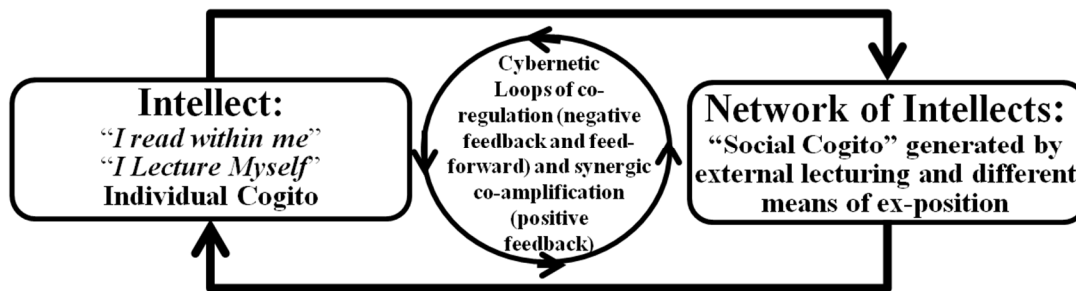 Intellect:
“I read within me”
“I Lecture Myself”
Individual Cogito
Cybernetic
Loops of co-
regulation (negative
feedback and feed-
forward) and synergic
co-amplification
(positive
feedback)
Network of Intellects:
“Social Cogito” generated by
external lecturing and different
means of ex-position